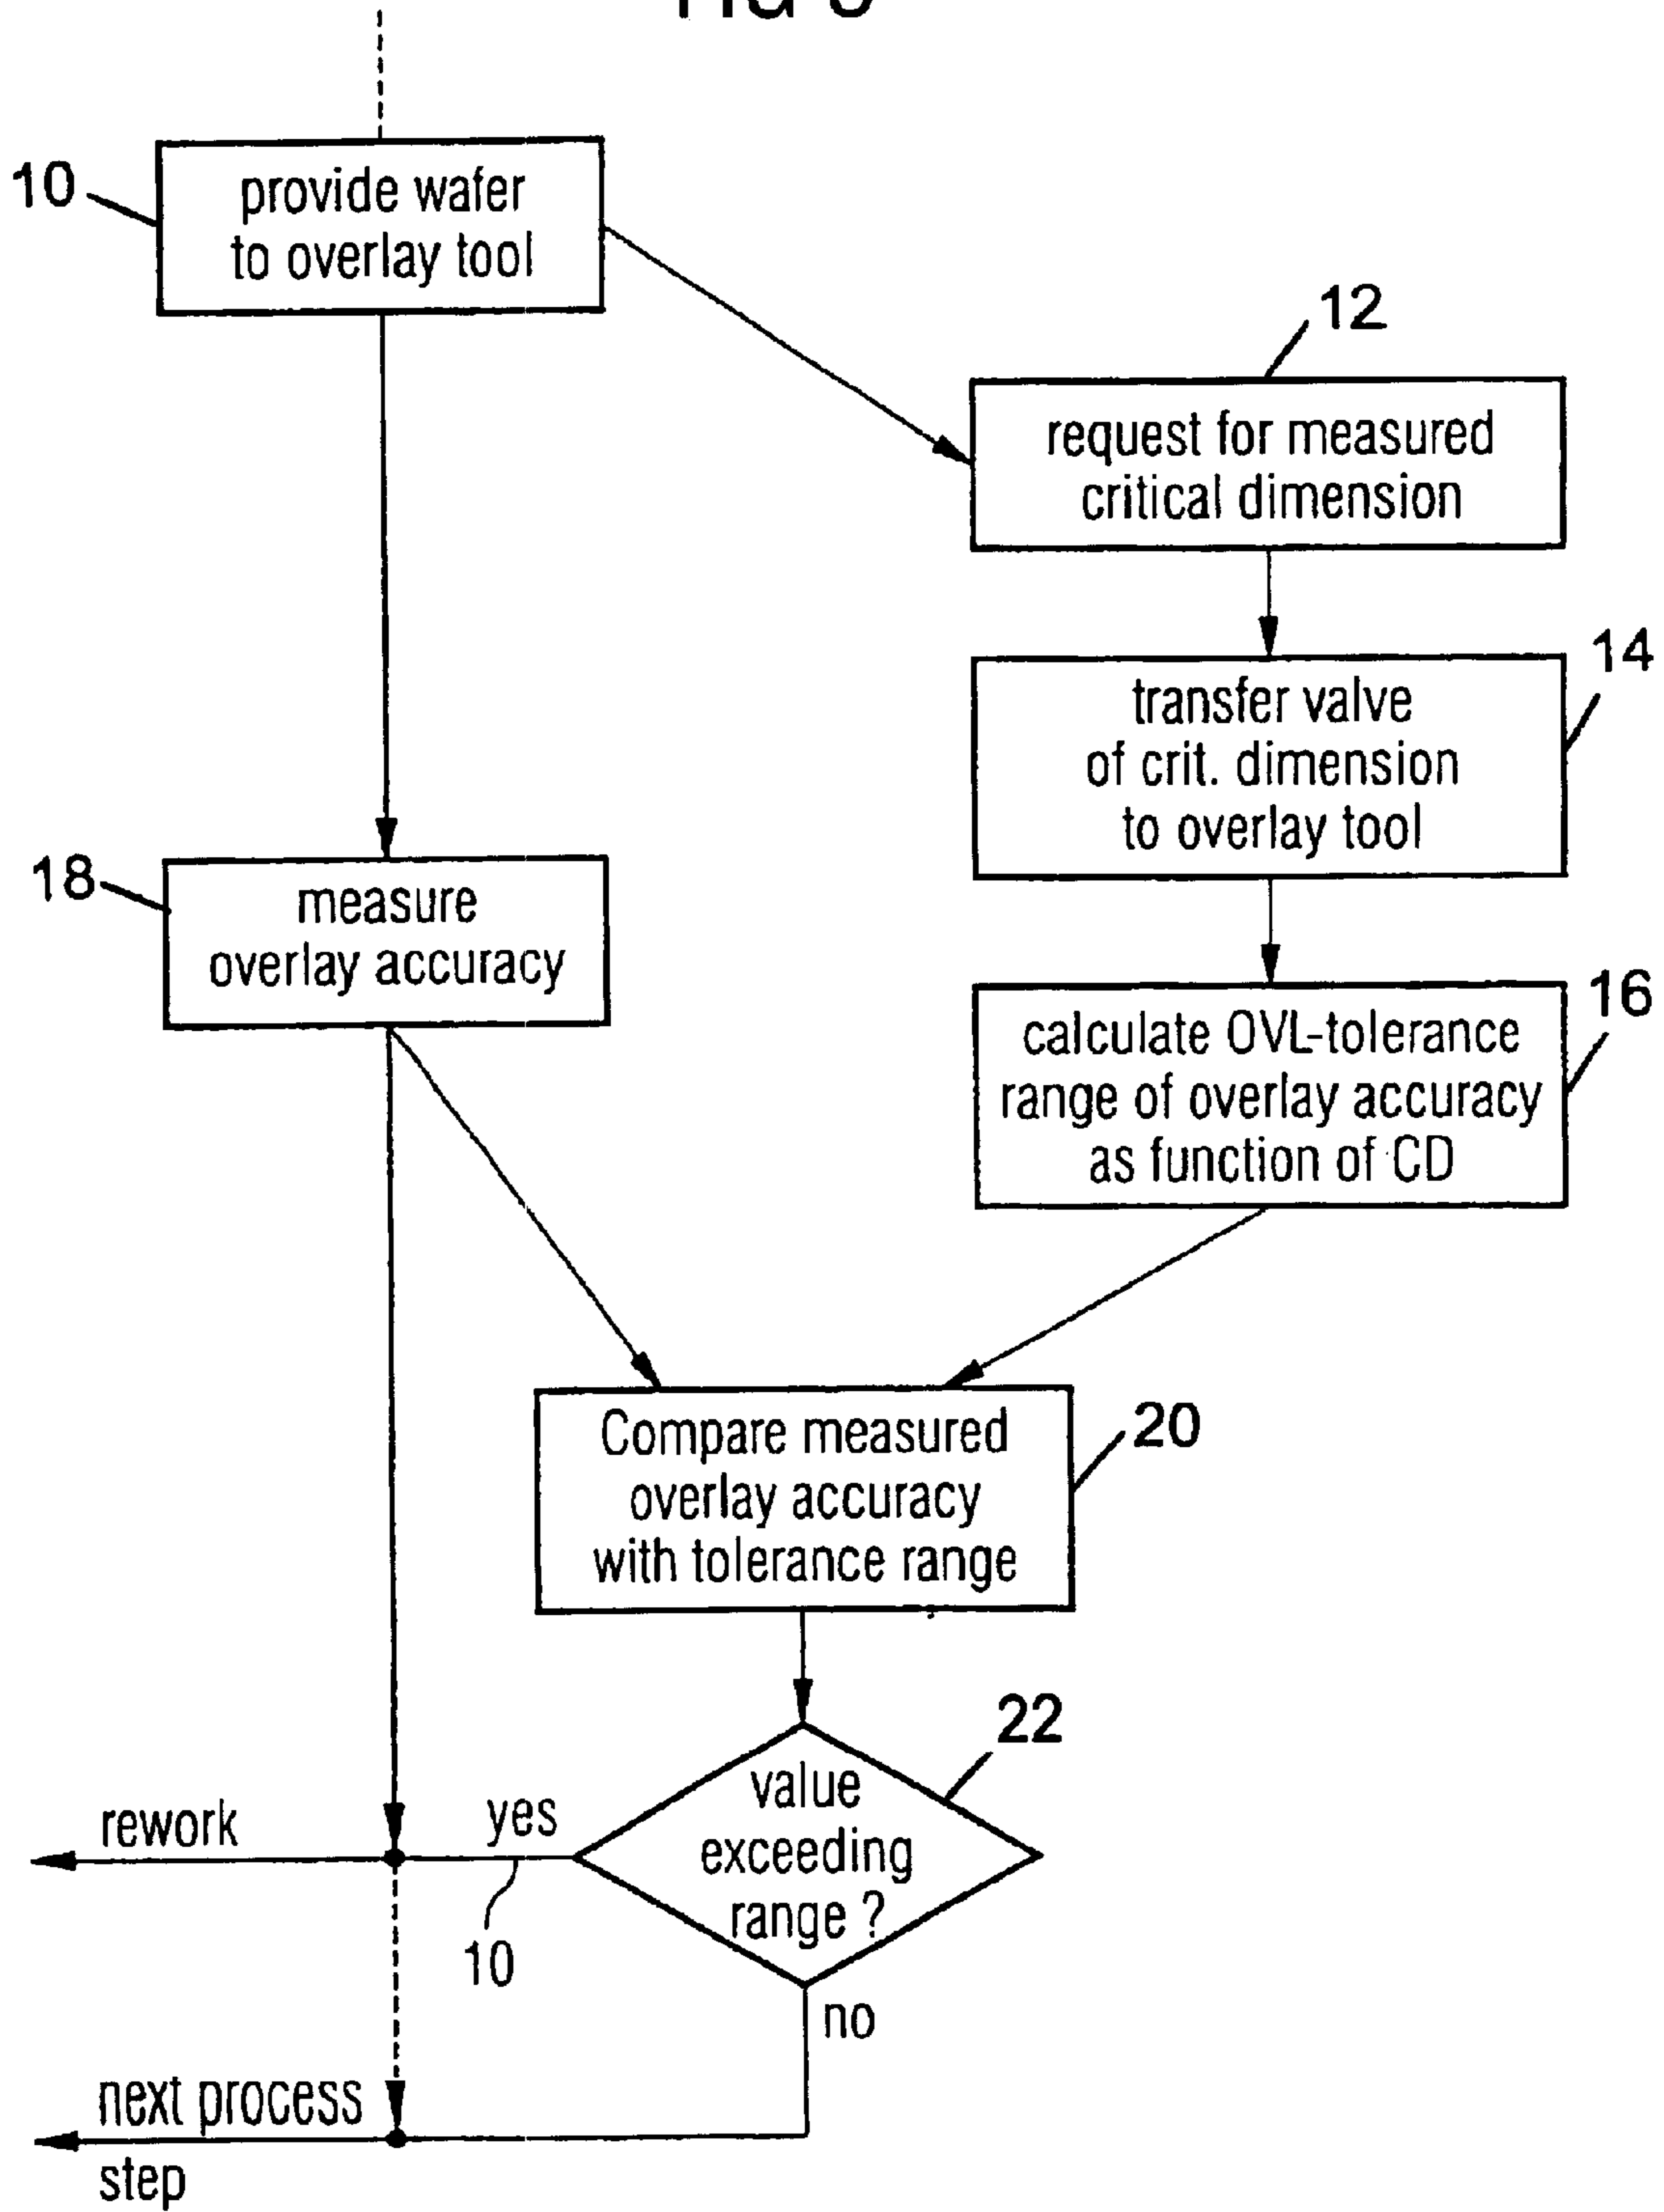 10
provide wafer
to overlay tool
12
request for measured
critical dimension
14
transfer valve
of crit. dimension
to overlay tool
18
measure
overlay accuracy
16
calculate OVL-tolerance
range of overlay accuracy
as function of CD
20
Compare measured
overlay accuracy
with tolerance range
22
value
exceeding
range ?
yes
rework
10
no
next process
step